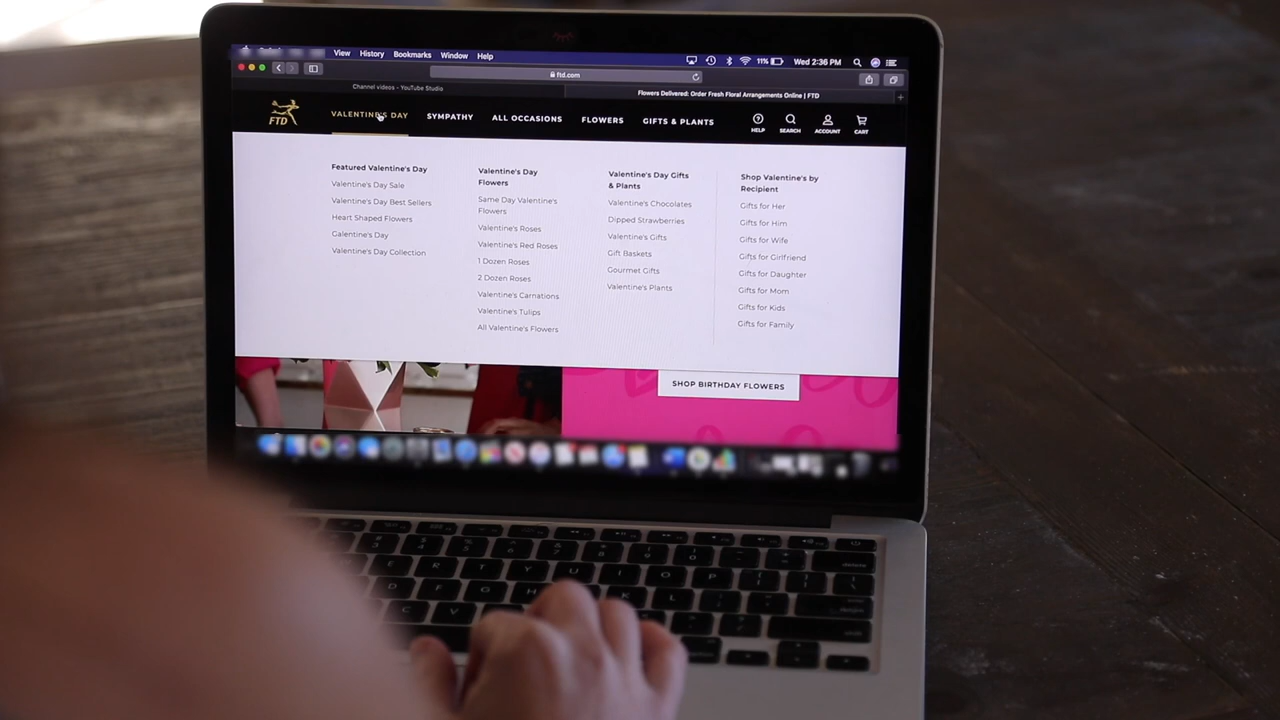 View History Bookmarks Window Help
11% Wed 2:36 PM
ftd.com
Channel videos - YouTube Studio
Flowers Delivered: Order Fresh Floral Arrangements Online | FTD
FTD
VALENTINE'S DAY
SYMPATHY
ALL OCCASIONS
FLOWERS
GIFTS & PLANTS
HELP
SEARCH
ACCOUNT
CART
Featured Valentine's Day
Valentine's Day Sale
Valentine's Day Best Sellers
Heart Shaped Flowers
Galentine's Day
Valentine's Day Collection
Valentine's Day
Flowers
Same Day Valentine's
Flowers
Valentine's Roses
Valentine's Red Roses
1 Dozen Roses
2 Dozen Roses
Valentine's Carnations
Valentine's Tulips
All Valentine's Flowers
Valentine's Day Gifts
& Plants
Valentine's Chocolates
Dipped Strawberries
Valentine's Gifts
Gift Baskets
Gourmet Gifts
Valentine's Plants
Shop Valentine's by
Recipient
Gifts for Her
Gifts for Him
Gifts for Wife
Gifts for Girlfriend
Gifts for Daughter
Gifts for Mom
Gifts for Kids
Gifts for Family
SHOP BIRTHDAY FLOWERS
E R T Y U I O P
D F G H K L
C V
delete